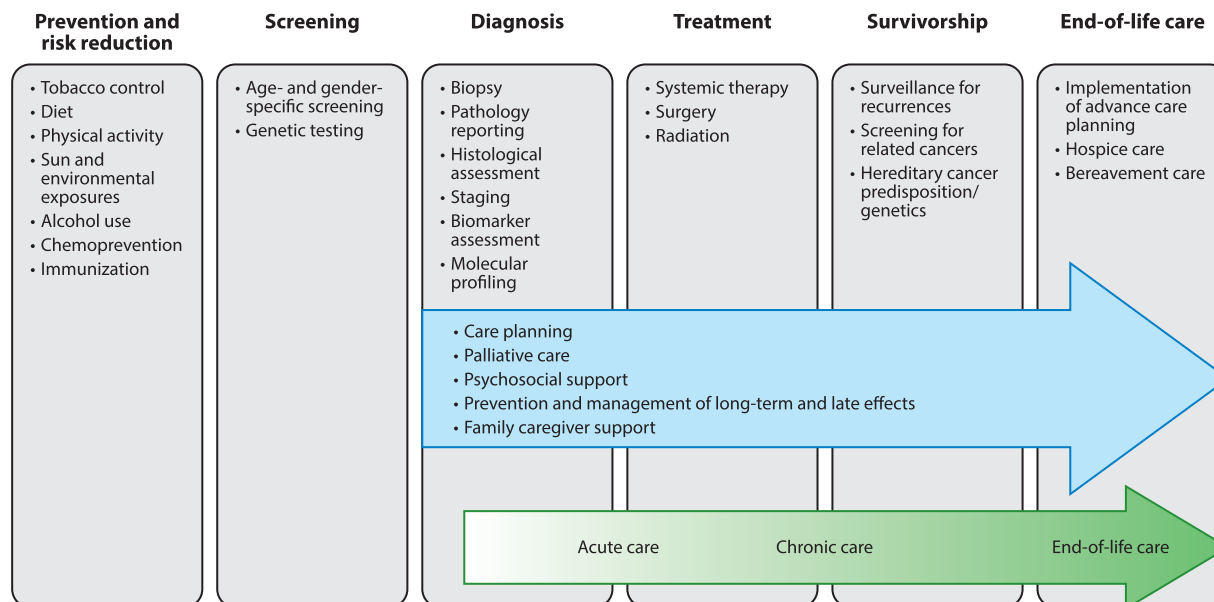 Prevention and
risk reduction
• Tobacco control
• Diet
• Physical activity
• Sun and
environmental
exposures
• Alcohol use
• Chemoprevention
• Immunization
Screening
• Age- and gender-
specific screening
• Genetic testing
Diagnosis
• Biopsy
• Pathology
reporting
• Histological
assessment
• Staging
• Biomarker
assessment
• Molecular
profiling
Treatment
• Systemic therapy
• Surgery
• Radiation
Survivorship
• Surveillance for
recurrences
• Screening for
related cancers
• Hereditary cancer
predisposition/
genetics
End-of-life care
• Implementation
of advance care
planning
• Hospice care
• Bereavement care
• Care planning
• Palliative care
• Psychosocial support
• Prevention and management of long-term and late effects
• Family caregiver support
Acute care
Chronic care
End-of-life care